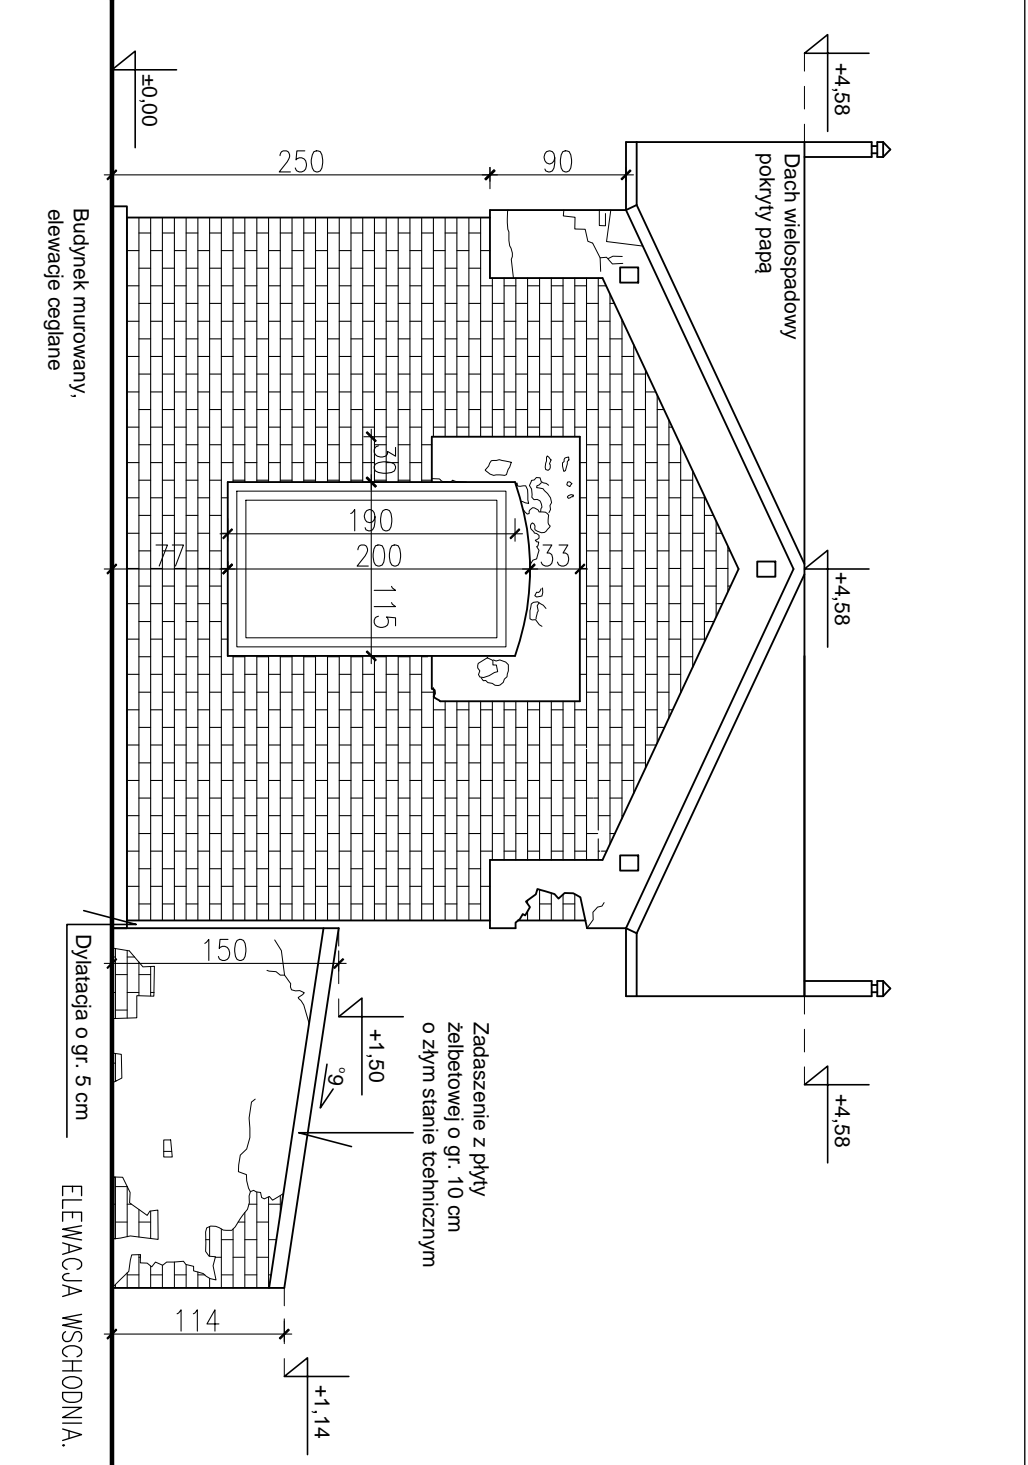 +4,58
+4,58
+4,58
Dach wielospadowy
pokryty papą
90
250
±0,00
33
30
190
200
115
77
Zadaszenie z płyty
żelbetowej o gr. 10 cm
o złym stanie tcehnicznym
+1,50
6°
150
114
+1,14
Budynek murowany,
elewacje ceglane
Dylatacja o gr. 5 cm
ELEWACJA WSCHODNIA.